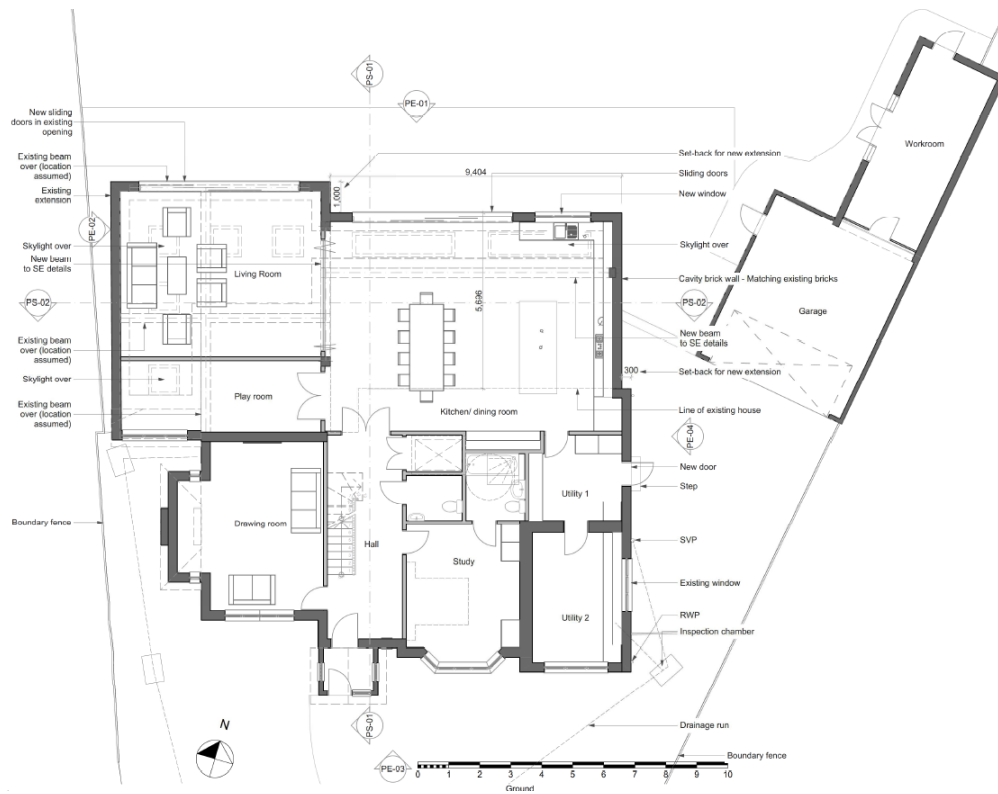 PS-01
PE-01
New sliding
doors in existing
opening
Existing beam
over (location
assumed)
Existing
extension
PE-02
Skylight over
New beam
to SE details
PS-02
Existing beam
over (location
assumed)
Skylight over
Existing beam
over (location
assumed)
Boundary fence
1,000
9,404
5,696
300
Living Room
Play room
Kitchen/ dining room
Drawing room
Hall
Study
Utility 1
Utility 2
Workroom
Garage
Set-back for new extension
Sliding doors
New window
Skylight over
Cavity brick wall - Matching existing bricks
PS-02
New beam
to SE details
Set-back for new extension
Line of existing house
PE-04
New door
Step
SVP
Existing window
RWP
Inspection chamber
Drainage run
Boundary fence
N
PS-01
PE-03
0 1 2 3 4 5 6 7 8 9 10
Ground